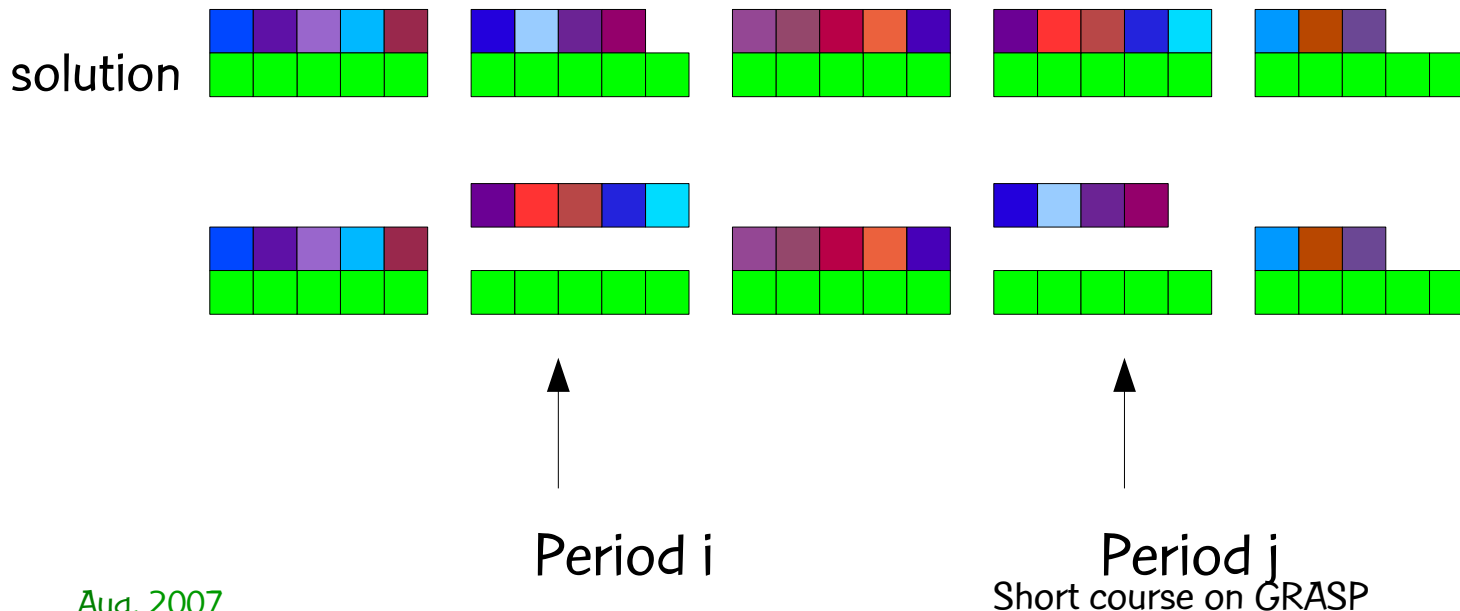 solution
Period i
Period j
Aug. 2007
Short course on GRASP